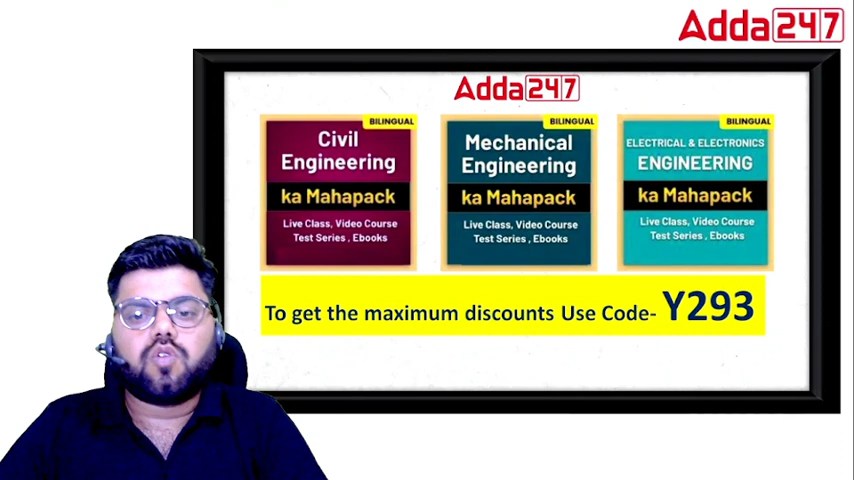 Adda247
Adda247
BILINGUAL
Civil
Engineering
ka Mahapack
Live Class, Video Course
Test Series , Ebooks
BILINGUAL
Mechanical
Engineering
ka Mahapack
Live Class, Video Course
Test Series , Ebooks
BILINGUAL
ELECTRICAL & ELECTRONICS
ENGINEERING
ka Mahapack
Live Class, Video Course
Test Series , Ebooks
To get the maximum discounts Use Code- Y293